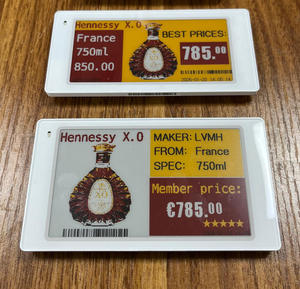 Hennessy X.O
France
750ml
850.00
BEST PRICES:
785.00
Hennessy X.O
MAKER: LVMH
FROM: France
SPEC: 750ml
Member price:
€785.00